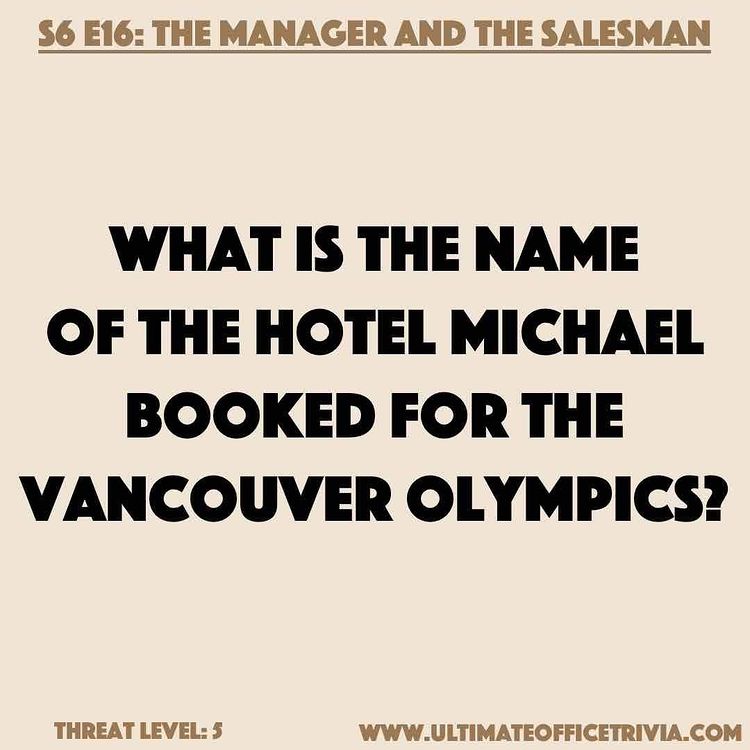 S6 E16: THE MANAGER AND THE SALESMAN
WHAT IS THE NAME
OF THE HOTEL MICHAEL
BOOKED FOR THE
VANCOUVER OLYMPICS?
THREAT LEVEL: 5
WWW.ULTIMATEOFFICETRIVIA.COM